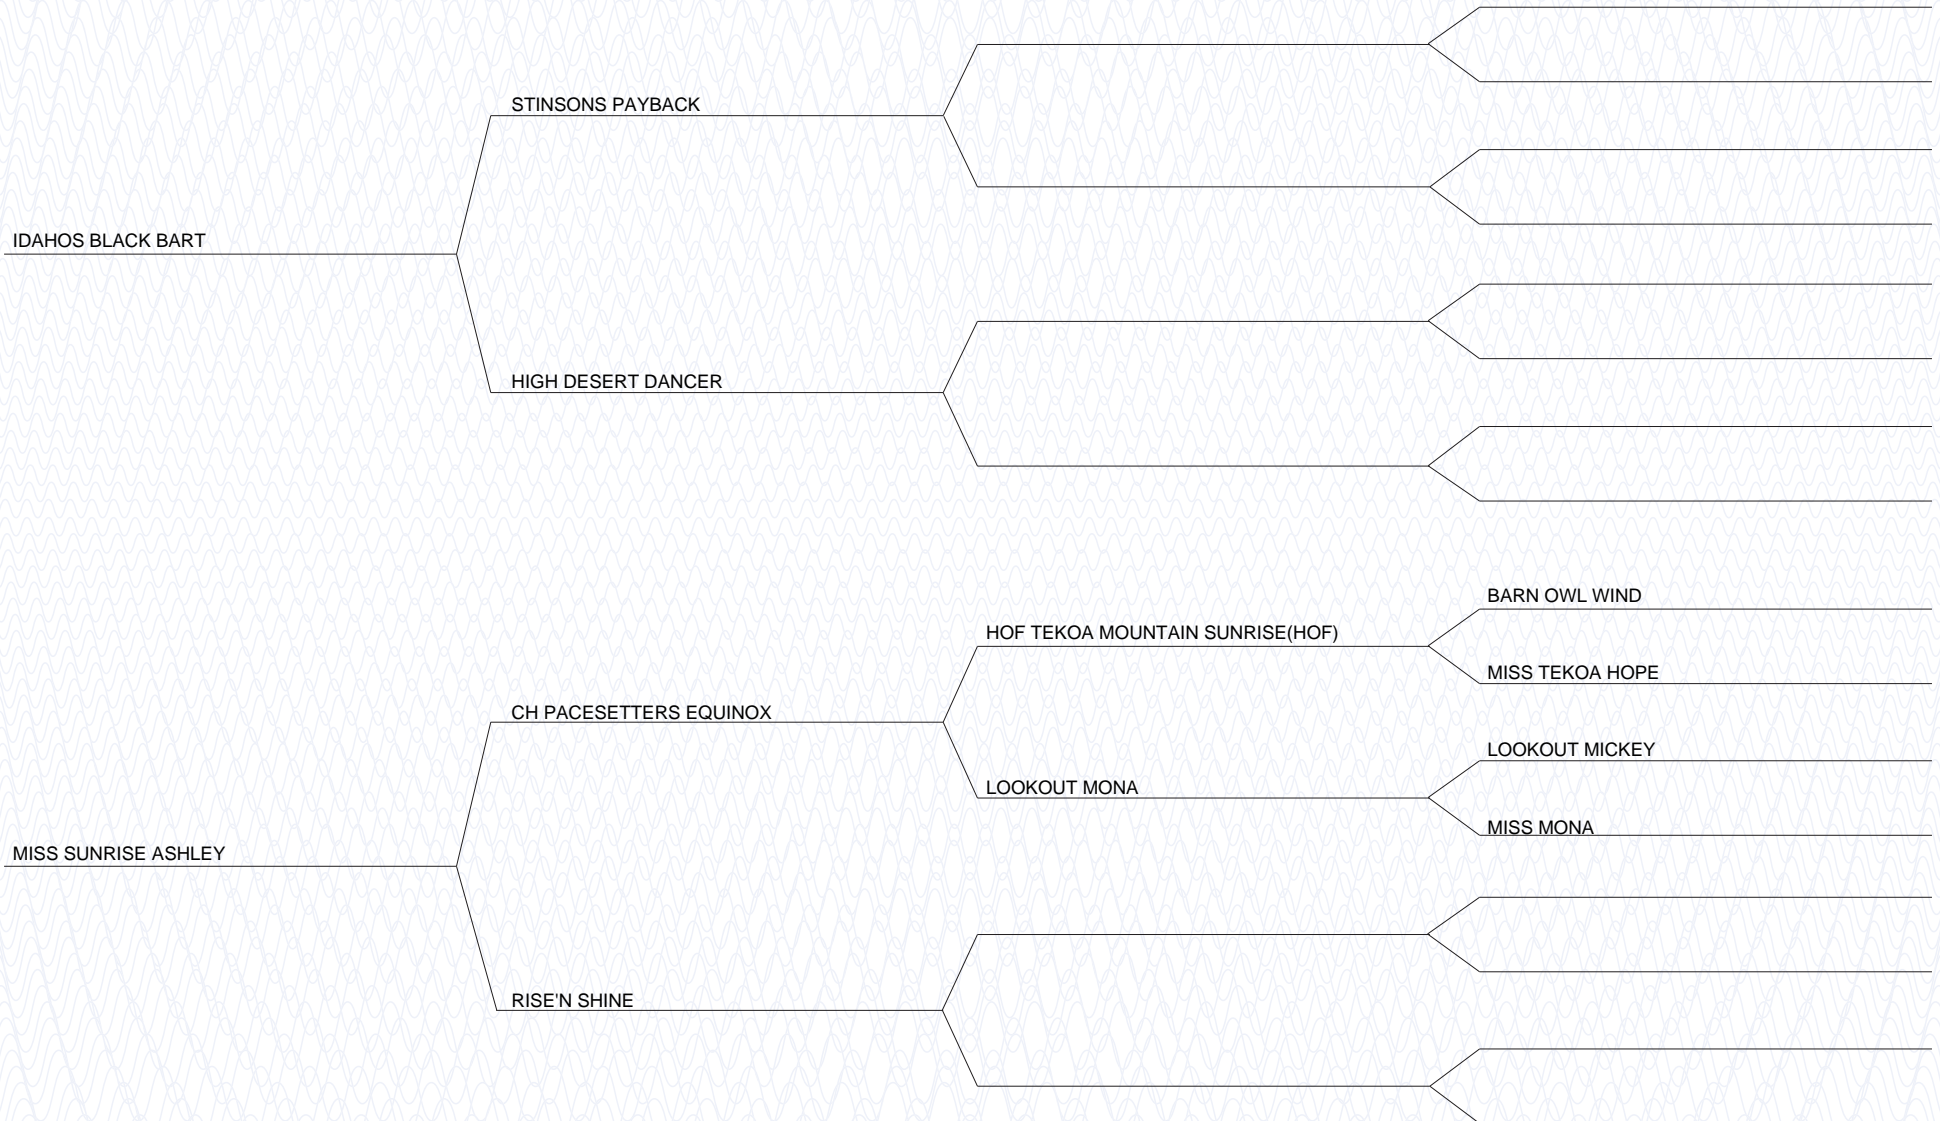 STINSONS PAYBACK
IDAHOS BLACK BART
HIGH DESERT DANCER
BARN OWL WIND
HOF TEKOA MOUNTAIN SUNRISE(HOF)
MISS TEKOA HOPE
CH PACESETTERS EQUINOX
LOOKOUT MICKEY
LOOKOUT MONA
MISS MONA
MISS SUNRISE ASHLEY
RISE'N SHINE